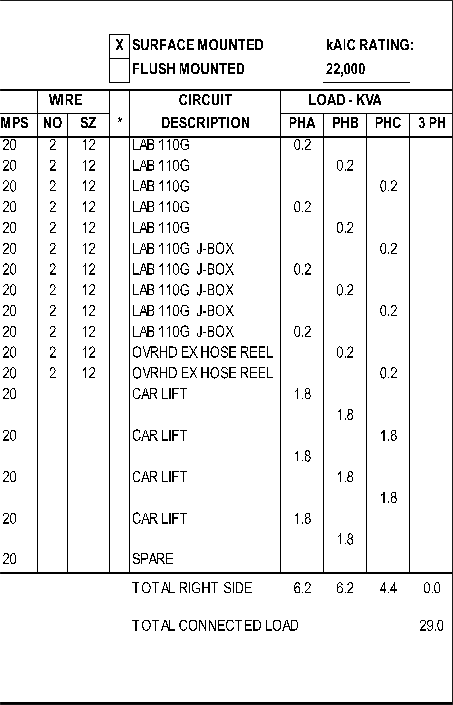 X SURFACE MOUNTED kAIC RATING:
FLUSH MOUNTED 22,000
WIRE CIRCUIT LOAD - KVA
MPS NO SZ * DESCRIPTION PHA PHB PHC 3 PH
20 2 12 LAB 110G 0.2
20 2 12 LAB 110G 0.2
20 2 12 LAB 110G 0.2
20 2 12 LAB 110G 0.2
20 2 12 LAB 110G 0.2
20 2 12 LAB 110G J-BOX 0.2
20 2 12 LAB 110G J-BOX 0.2
20 2 12 LAB 110G J-BOX 0.2
20 2 12 LAB 110G J-BOX 0.2
20 2 12 LAB 110G J-BOX 0.2
20 2 12 OVRHD EX HOSE REEL 0.2
20 2 12 OVRHD EX HOSE REEL 0.2
20 CAR LIFT 1.8
1.8
20 CAR LIFT 1.8
1.8
20 CAR LIFT 1.8
1.8
20 CAR LIFT 1.8
1.8
20 SPARE
TOTAL RIGHT SIDE 6.2 6.2 4.4 0.0
TOTAL CONNECTED LOAD 29.0